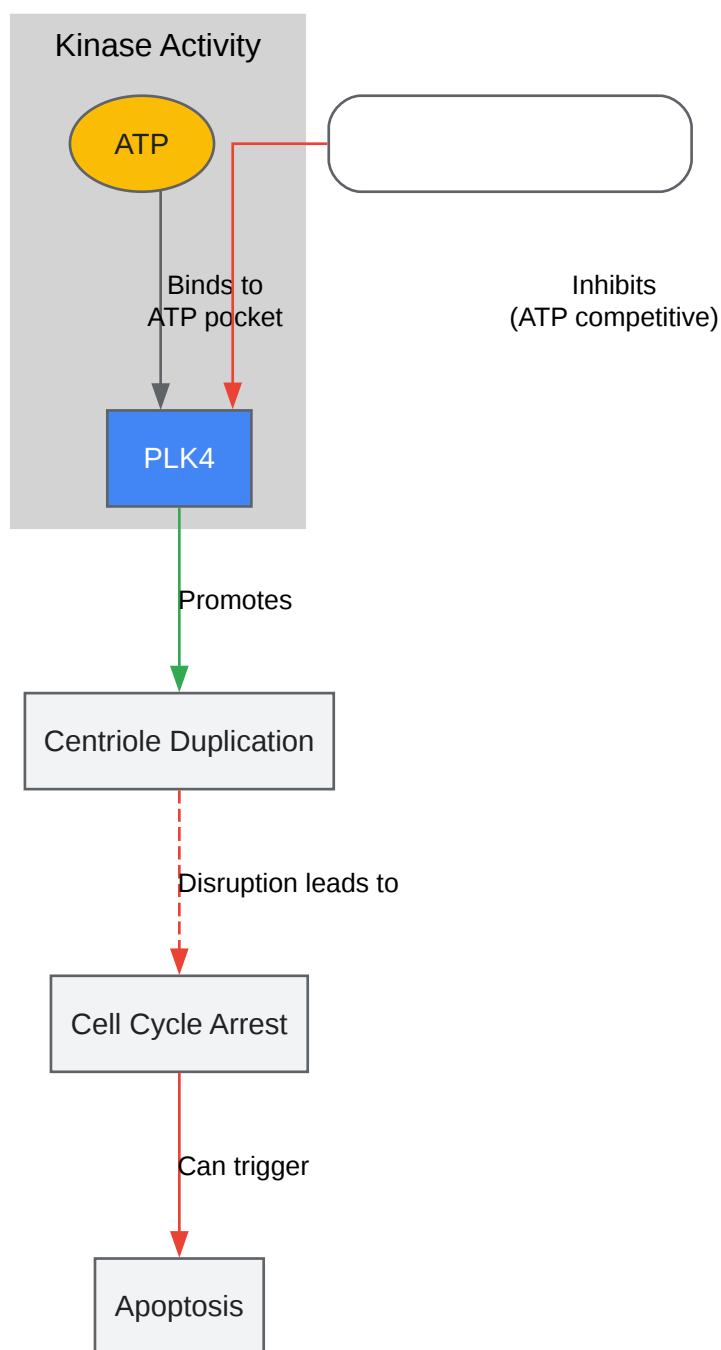 Kinase Activity
ATP
Binds to
ATP pocket
Inhibits
(ATP competitive)
PLK4
Promotes
Centriole Duplication
Disruption leads to
Cell Cycle Arrest
Can trigger
Apoptosis